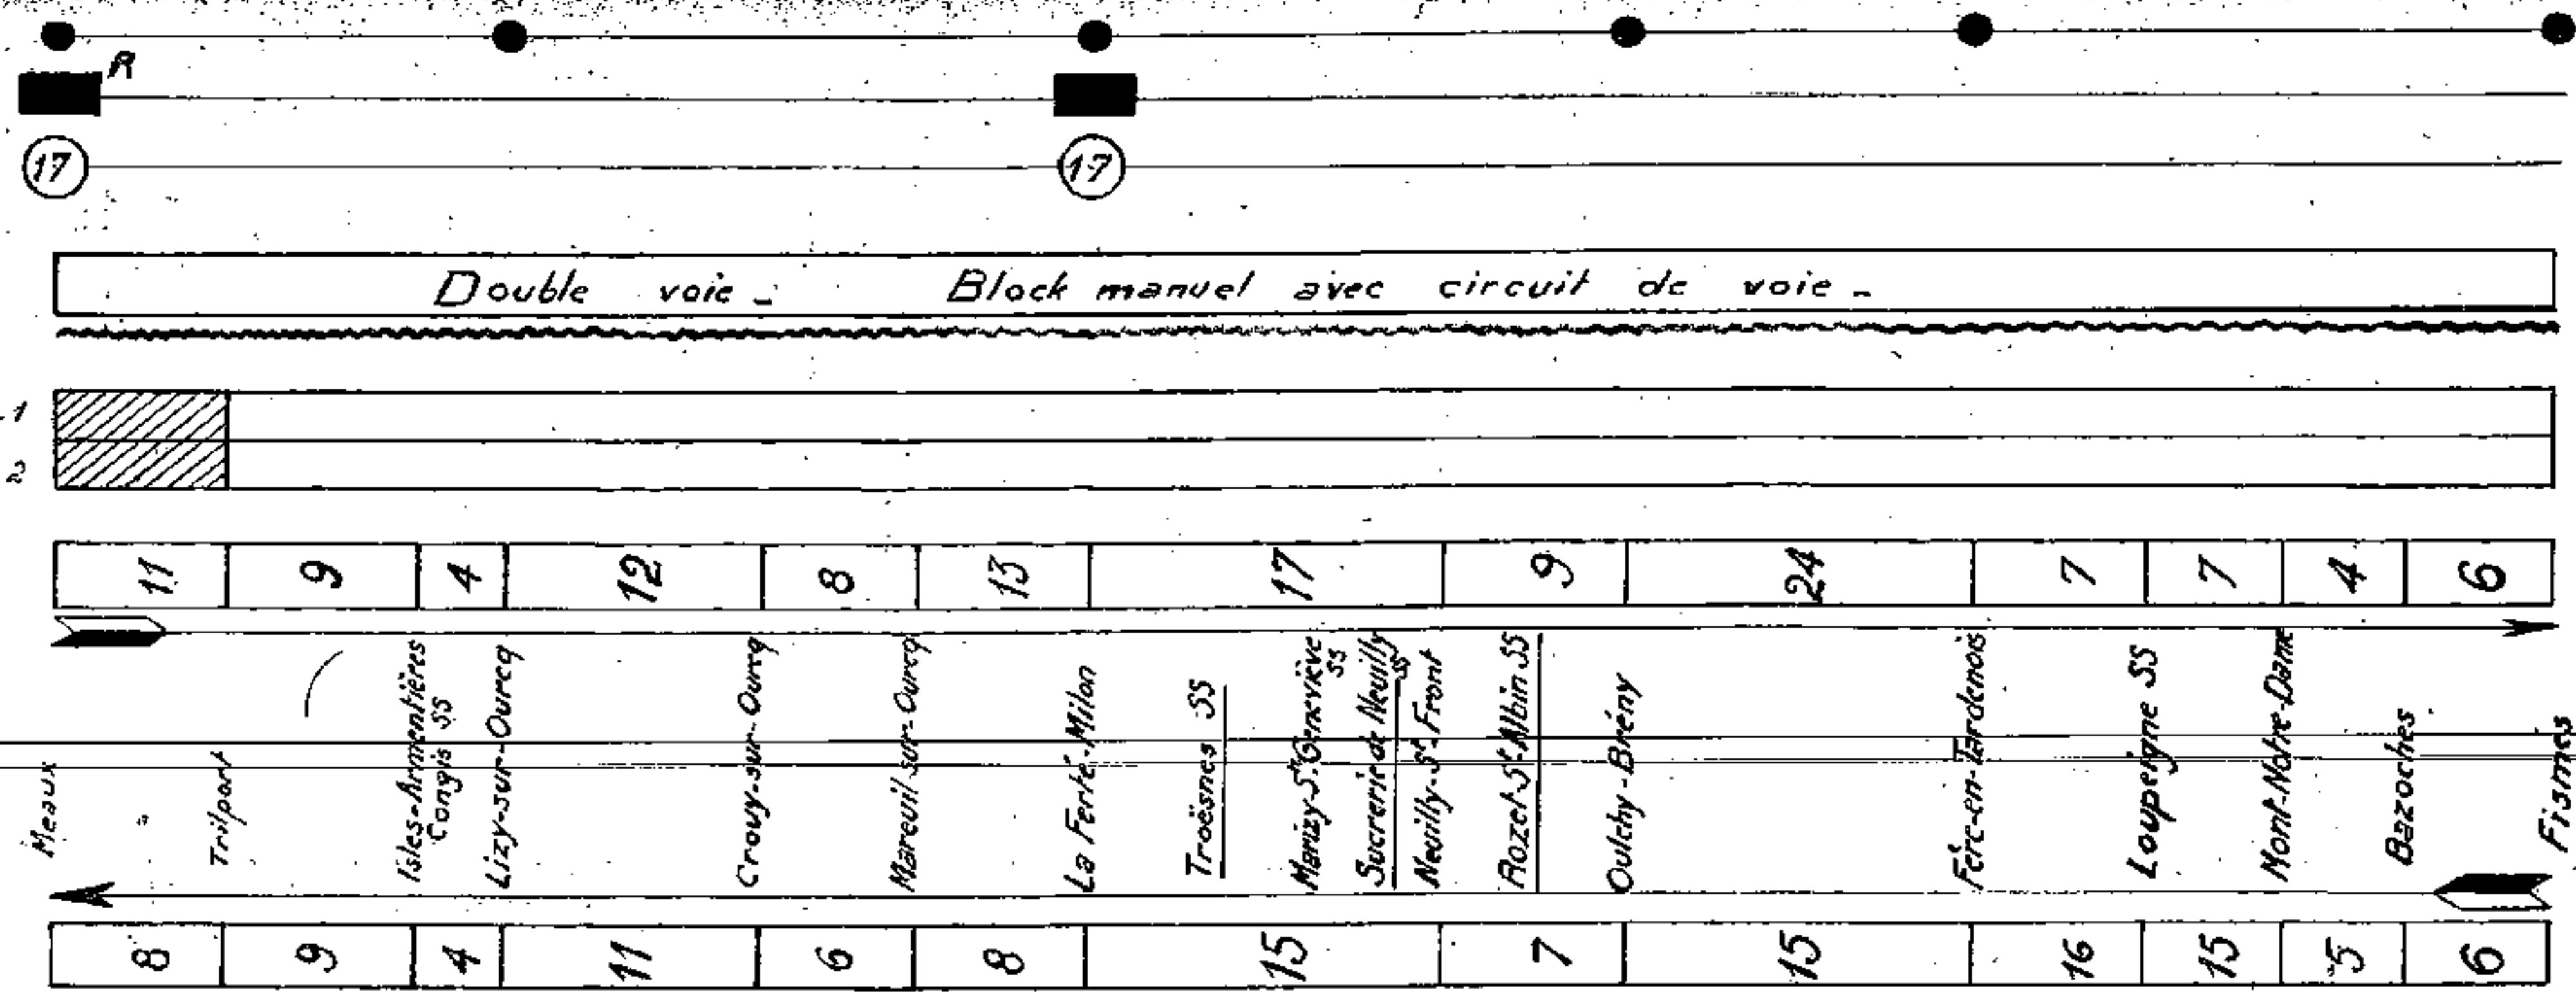 R
17 17
Double voie - Block manuel avec circuit de voie -
1
2
11 9 4 12 8 13 17 9 24 7 7 4 6
Meaux
Trilport
Isles-Armentières
Congis SS
Lizy-sur-Ourcq
Crouy-sur-Ourcq
Mareuil-sur-Ourcq
La Ferté-Milon
Troësnes SS
Marizy-Ste Geneviève
SS
Sucrerie de Neuilly
SS
Neuilly-St-Front
Rozet-St-Albin SS
Oulchy-Brény
Fère-en-Tardenois
Loupeigne SS
Mont-Notre-Dame
Bazoches
Fismes
8 9 4 11 6 8 15 7 15 16 15 5 6